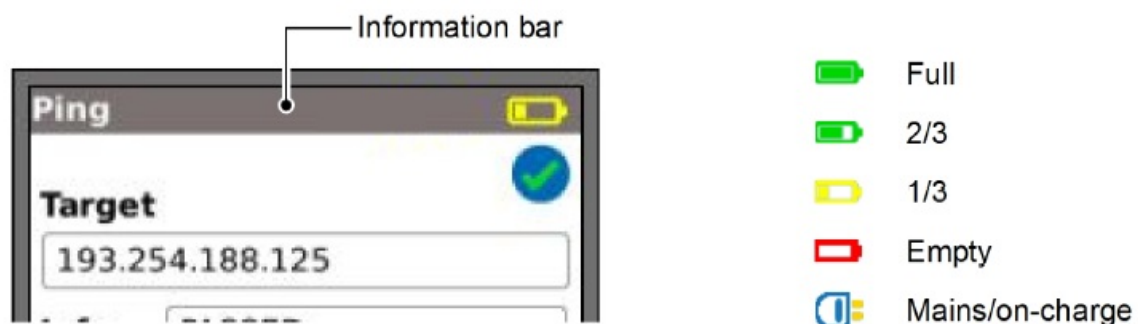 Information bar
Ping
Target
193.254.188.125
Full
2/3
1/3
Empty
Mains/on-charge